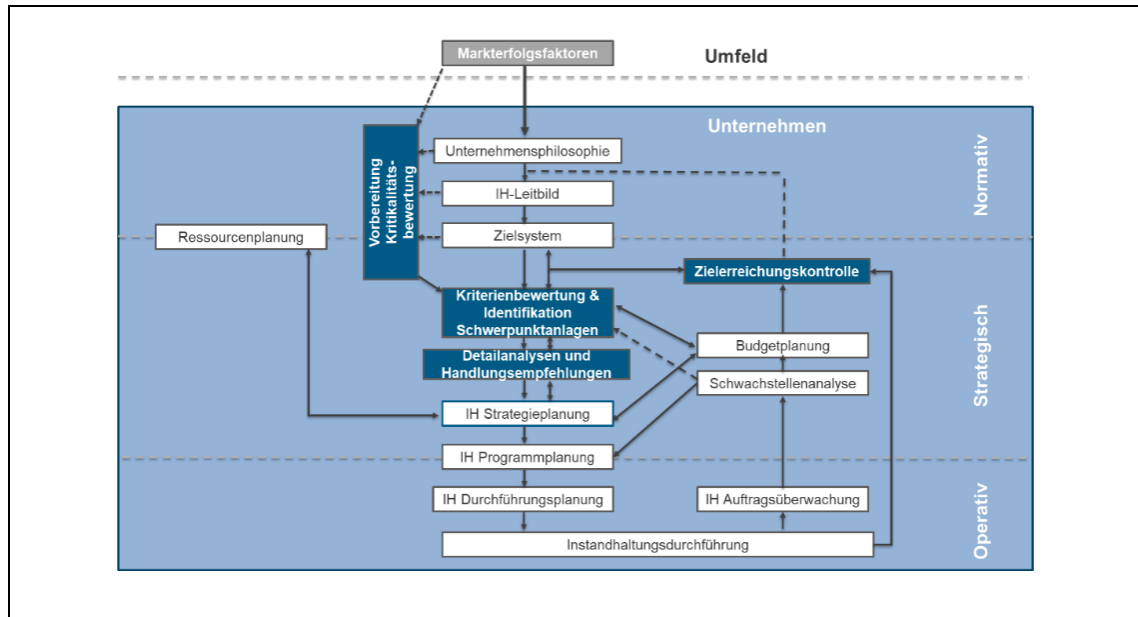 Markterfolgsfaktoren
Umfeld
Unternehmen
Normativ
Vorbereitung
Kritikalitäts-
bewertung
Unternehmensphilosophie
IH-Leitbild
Ressourcenplanung
Zielsystem
Zielerreichungskontrolle
Strategisch
Kriterienbewertung &
Identifikation
Schwerpunktanlagen
Budgetplanung
Detailanalysen und
Handlungsempfehlungen
Schwachstellenanalyse
IH Strategieplanung
IH Programmplanung
IH Durchführungsplanung
IH Auftragsüberwachung
Operativ
Instandhaltungsdurchführung